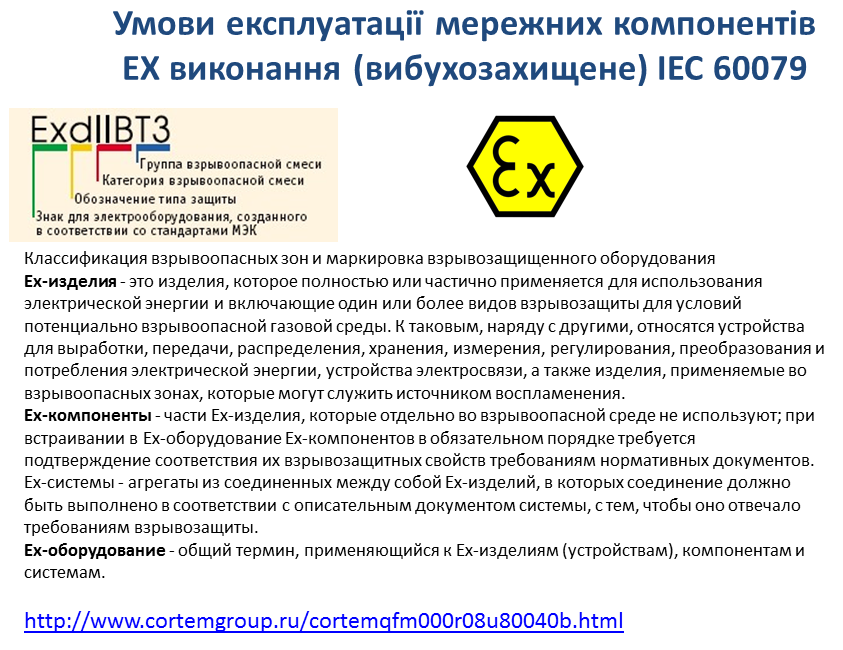 Умови експлуатації мережних компонентів
EX виконання (вибухозахищене) IEC 60079
ExdIIBT3
Группа взрывоопасной смеси
Категория взрывоопасной смеси
Обозначение типа защиты
Знак для электрооборудования, созданного
в соответствии со стандартами МЭК
Ex
Классификация взрывоопасных зон и маркировка взрывозащищенного оборудования
Ex-изделия - это изделия, которое полностью или частично применяется для использования
электрической энергии и включающие один или более видов взрывозащиты для условий
потенциально взрывоопасной газовой среды. К таковым, наряду с другими, относятся устройства
для выработки, передачи, распределения, хранения, измерения, регулирования, преобразования и
потребления электрической энергии, устройства электросвязи, а также изделия, применяемые во
взрывоопасных зонах, которые могут служить источником воспламенения.
Ex-компоненты - части Ex-изделия, которые отдельно во взрывоопасной среде не используют; при
встраивании в Ex-оборудование Ex-компонентов в обязательном порядке требуется
подтверждение соответствия их взрывозащитных свойств требованиям нормативных документов.
Ex-системы - агрегаты из соединенных между собой Ex-изделий, в которых соединение должно
быть выполнено в соответствии с описательным документом системы, с тем, чтобы оно отвечало
требованиям взрывозащиты.
Ex-оборудование - общий термин, применяющийся к Ex-изделиям (устройствам), компонентам и
системам.
http://www.cortemgroup.ru/cortemqfm000r08u80040b.html